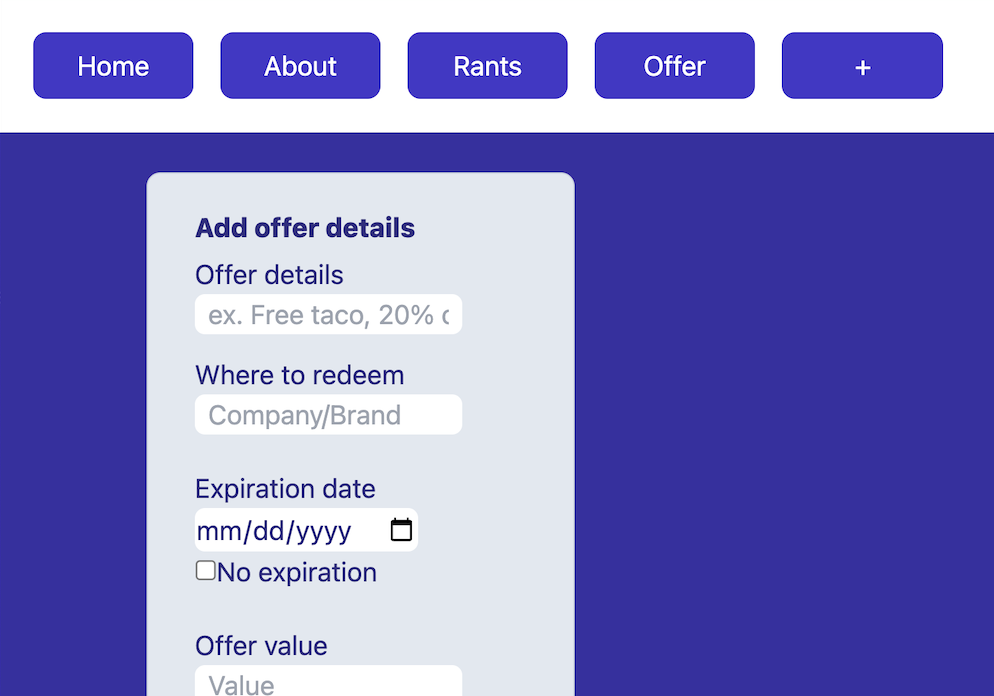 Home About Rants Offer +
Add offer details
Offer details
ex. Free taco, 20%
Where to redeem
Company/Brand
Expiration date
mm/dd/yyyy
No expiration
Offer value
Value